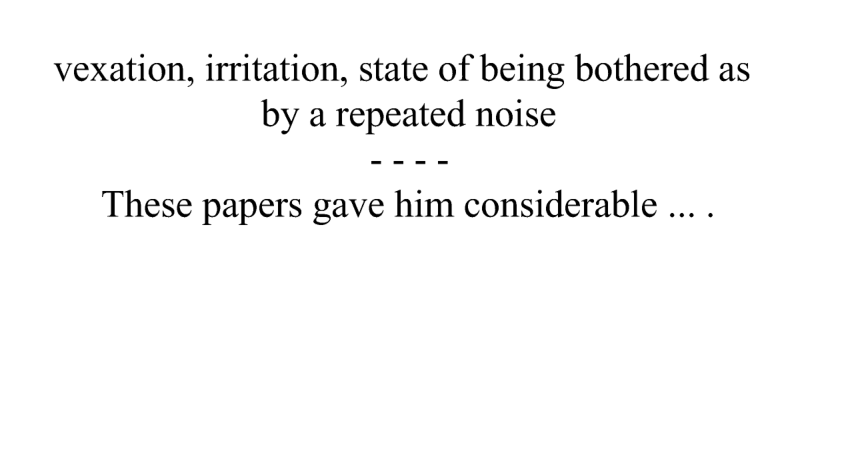 vexation, irritation, state of being bothered as
by a repeated noise
- - - -
These papers gave him considerable ... .